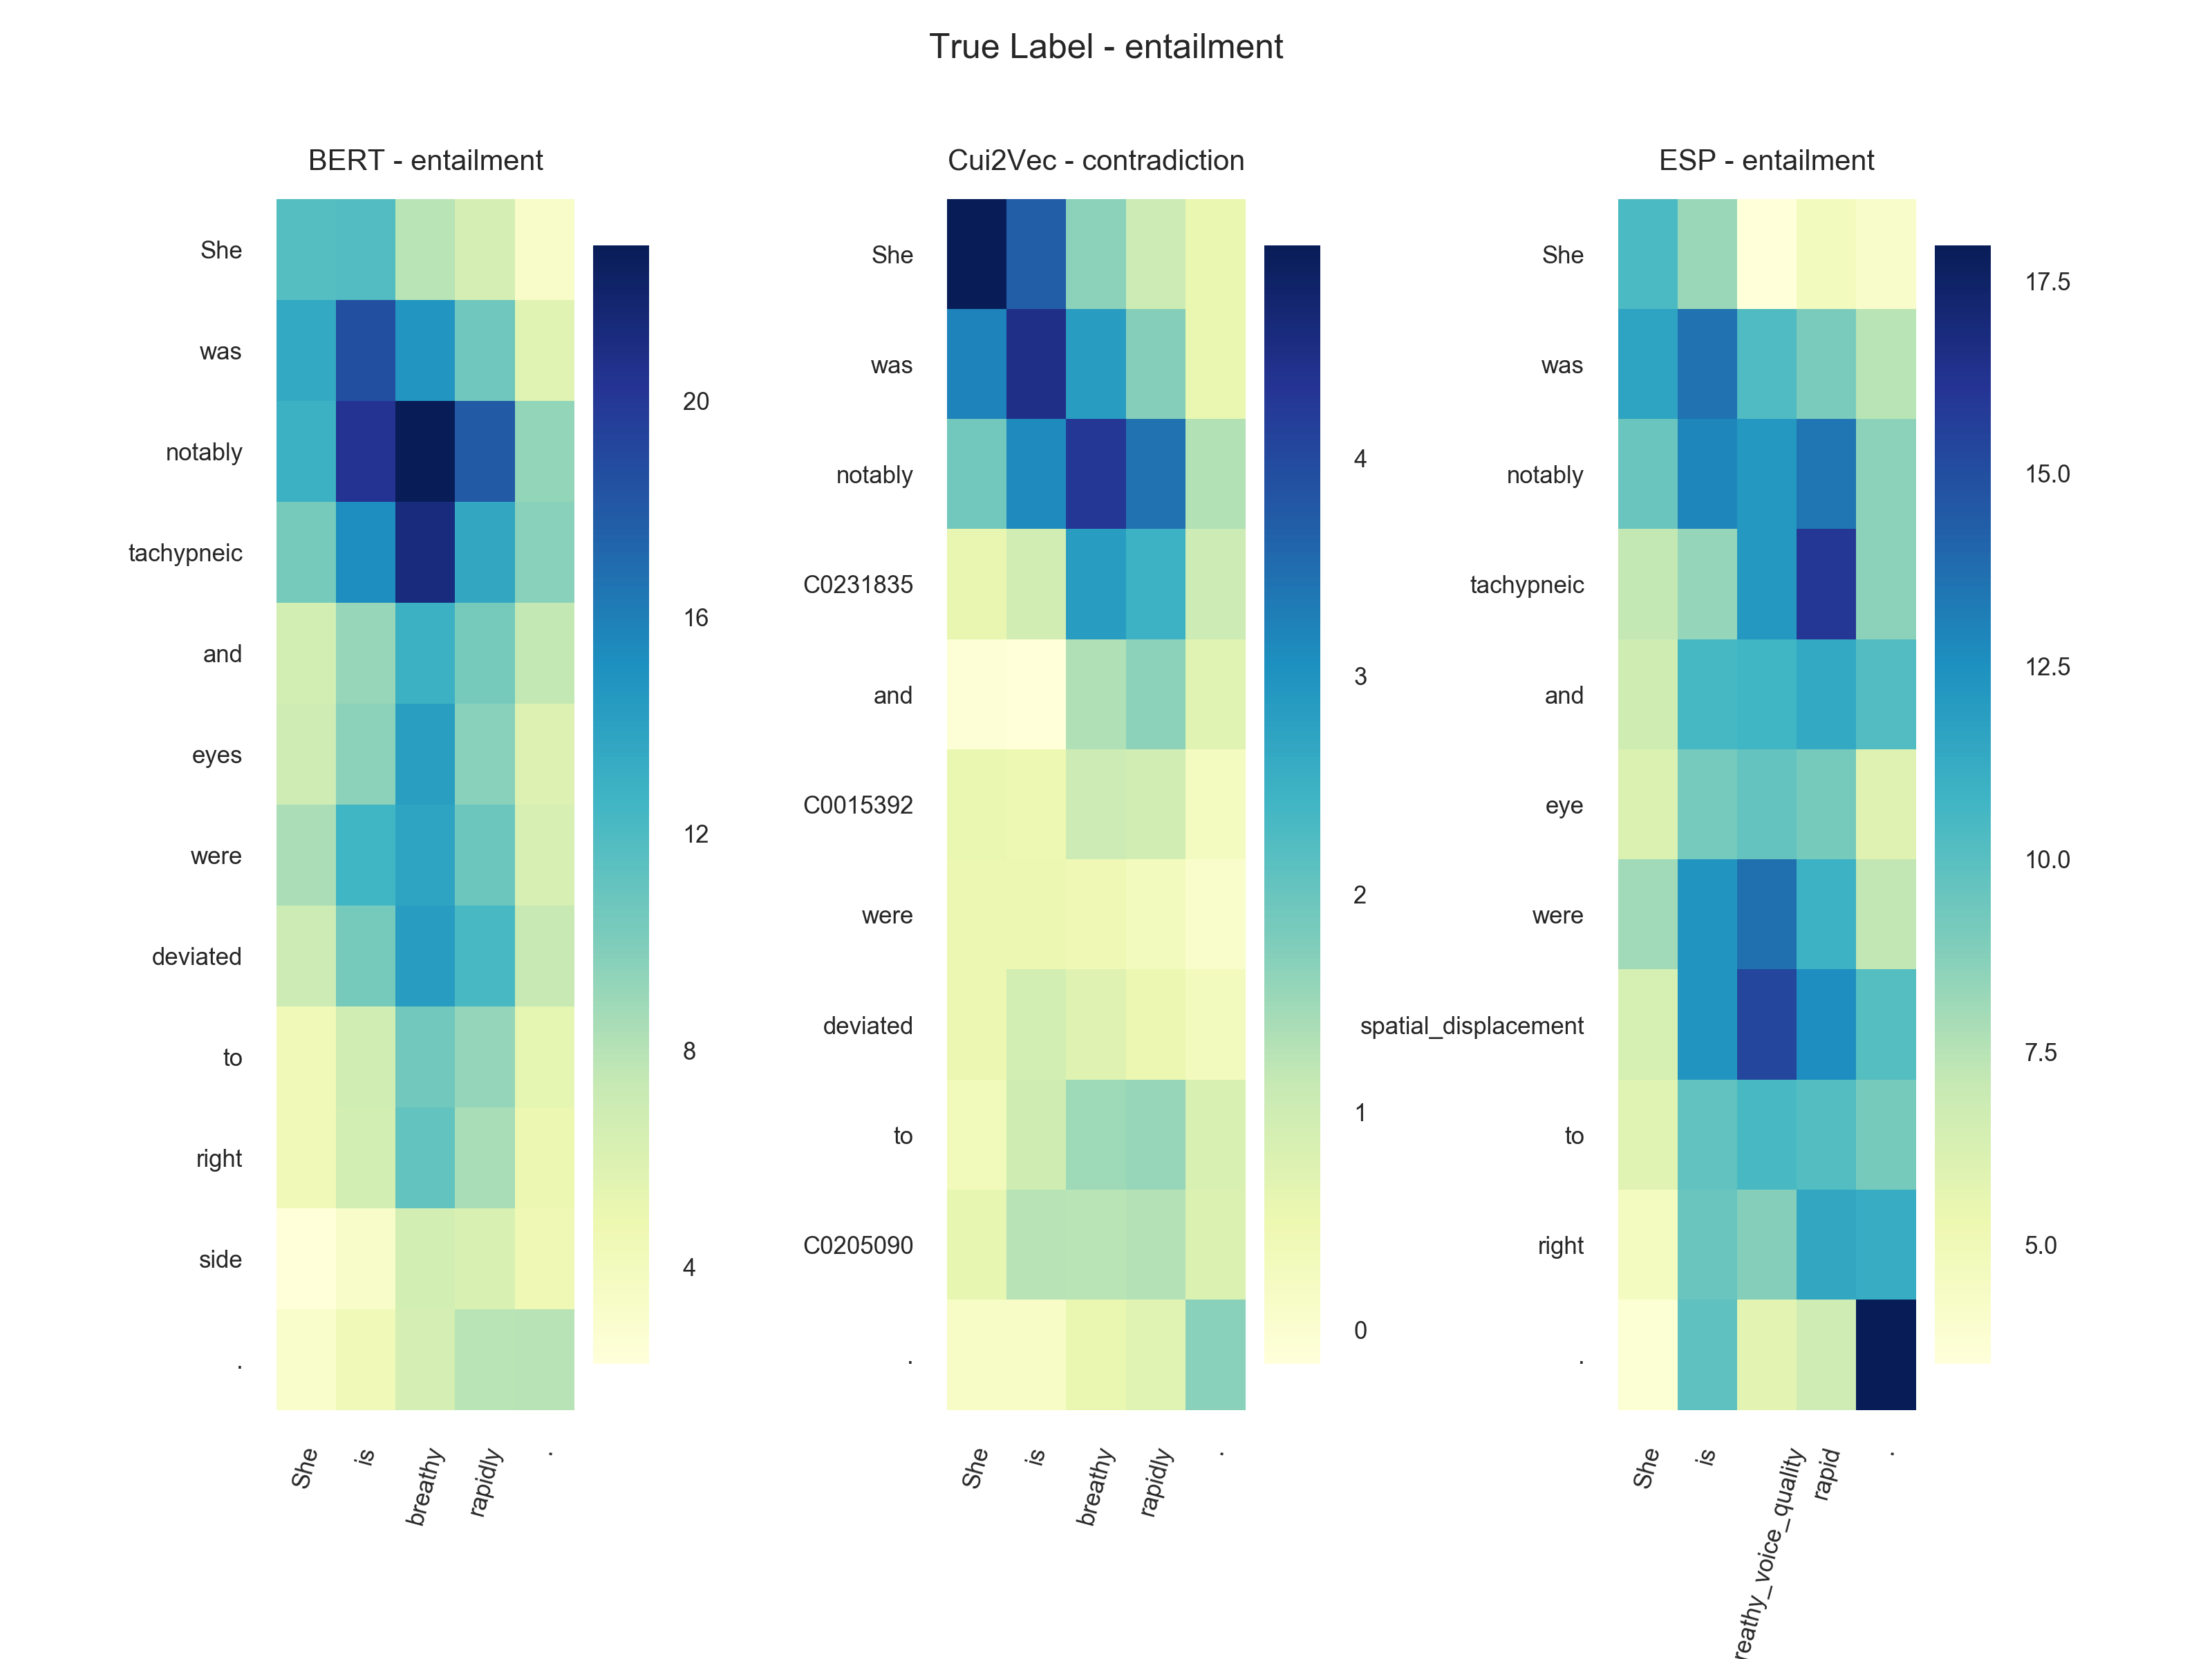 True Label - entailment
BERT - entailment
She
was
notably
tachypneic
and
eyes
were
deviated
to
right
side
.
20
16
12
8
4
She
is
breathy
rapidly
.
Cui2Vec - contradiction
She
was
notably
C0231835
and
C0015392
were
deviated
to
C0205090
.
4
3
2
1
0
She
is
breathy
rapidly
.
ESP - entailment
She
was
notably
tachypneic
and
eye
were
spatial_displacement
to
right
.
17.5
15.0
12.5
10.0
7.5
5.0
She
is
reathy_voice_quality
rapid
.